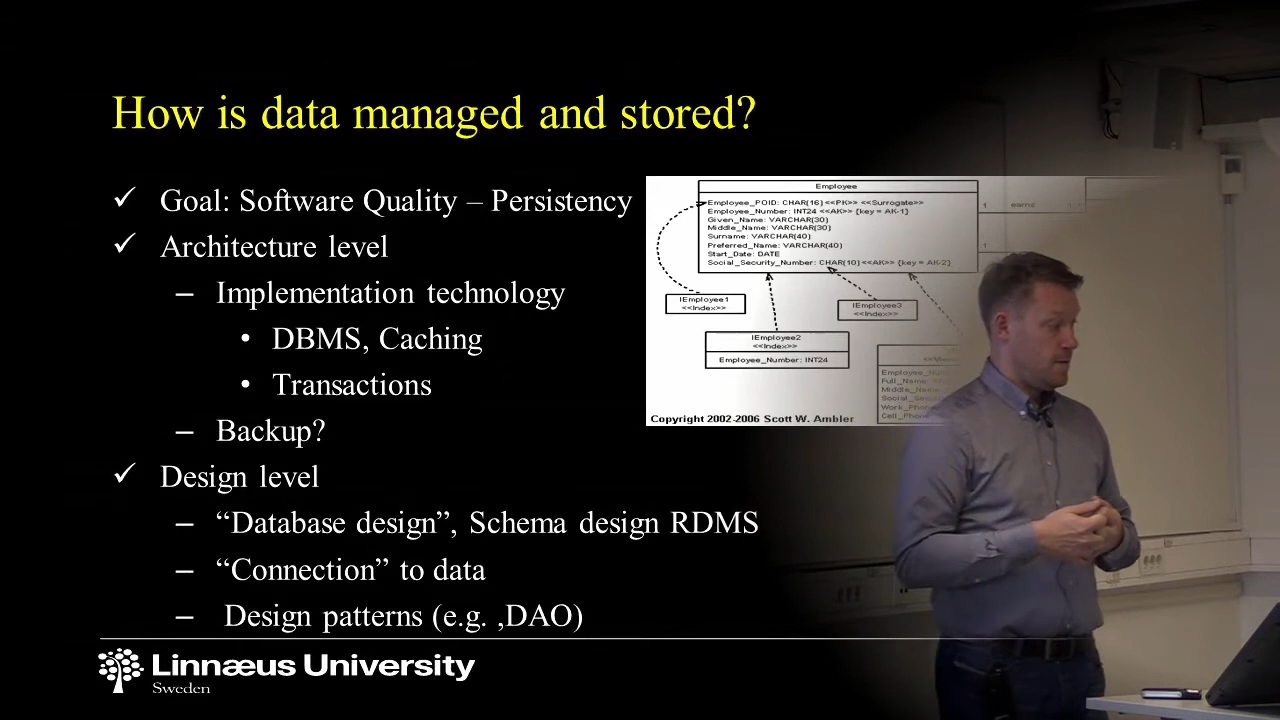 How is data managed and stored?
✓ Goal: Software Quality – Persistency
✓ Architecture level
– Implementation technology
• DBMS, Caching
• Transactions
– Backup?
✓ Design level
– “Database design”, Schema design RDMS
– “Connection” to data
– Design patterns (e.g. ,DAO)
Employee
Employee_POID: CHAR(16) <<PK>> <<Surrogate>>
Employee_Number: INT24 <<AK>> {key = AK-1}
Given_Name: VARCHAR(30)
Middle_Name: VARCHAR(30)
Surname: VARCHAR(40)
Preferred_Name: VARCHAR(40)
Start_Date: DATE
Social_Security_Number: CHAR(10) <<AK>> {key = AK-2}
1 earns 1
1
IEmployee1
<<Index>>
IEmployee3
<<Index>>
IEmployee2
<<Index>>
Employee_Number: INT24
Copyright 2002-2006 Scott W. Ambler
Linnæus University
Sweden